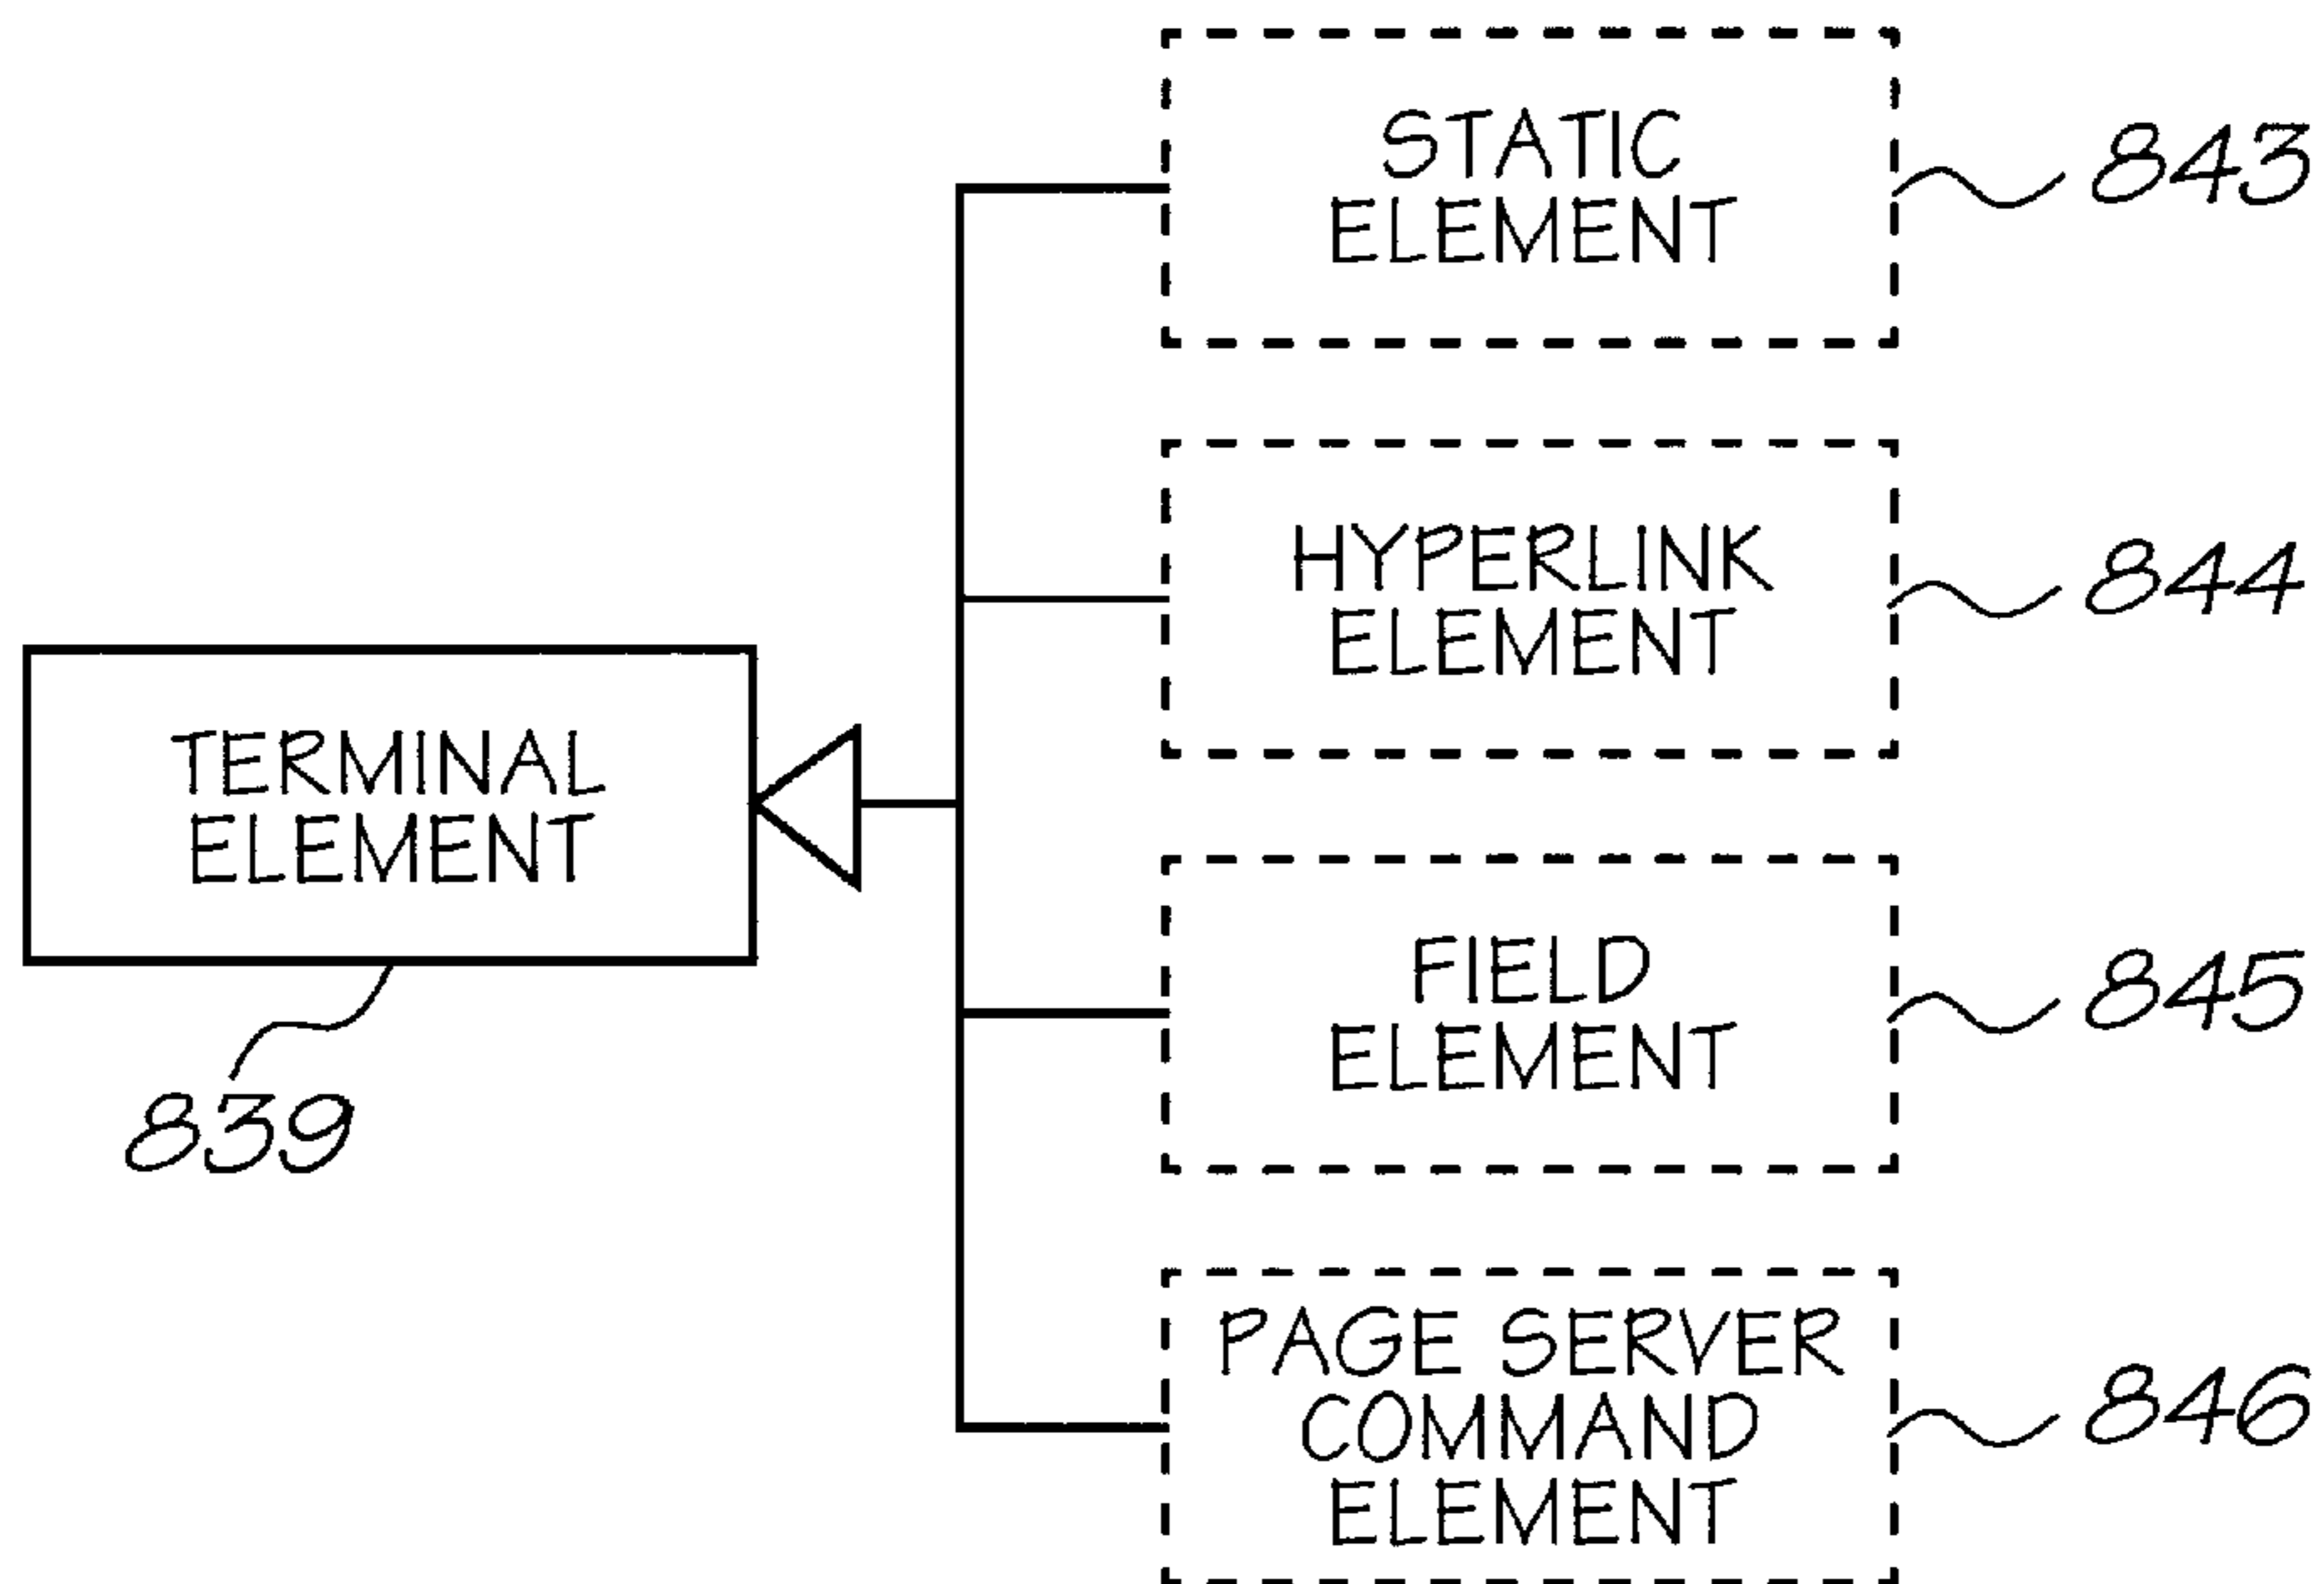 STATIC
ELEMENT
843
HYPERLINK
ELEMENT
844
TERMINAL
ELEMENT
839
FIELD
ELEMENT
845
PAGE SERVER
COMMAND
ELEMENT
846